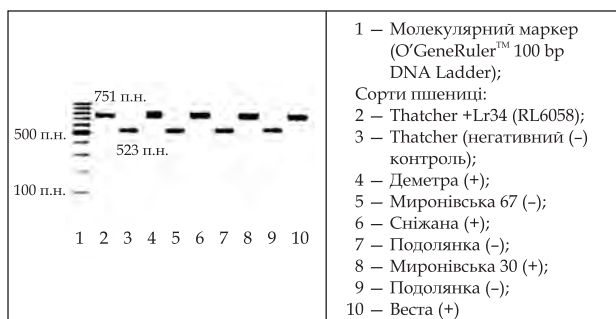 751 п.н.
500 п.н.
523 п.н.
100 п.н.
1 2 3 4 5 6 7 8 9 10
1 – Молекулярний маркер
(O’GeneRuler™ 100 bp
DNA Ladder);
Сорти пшениці:
2 – Thatcher +Lr34 (RL6058);
3 – Thatcher (негативний (–)
контроль);
4 – Деметра (+);
5 – Миронівська 67 (–);
6 – Сніжана (+);
7 – Подолянка (–);
8 – Миронівська 30 (+);
9 – Подолянка (–);
10 – Веста (+)